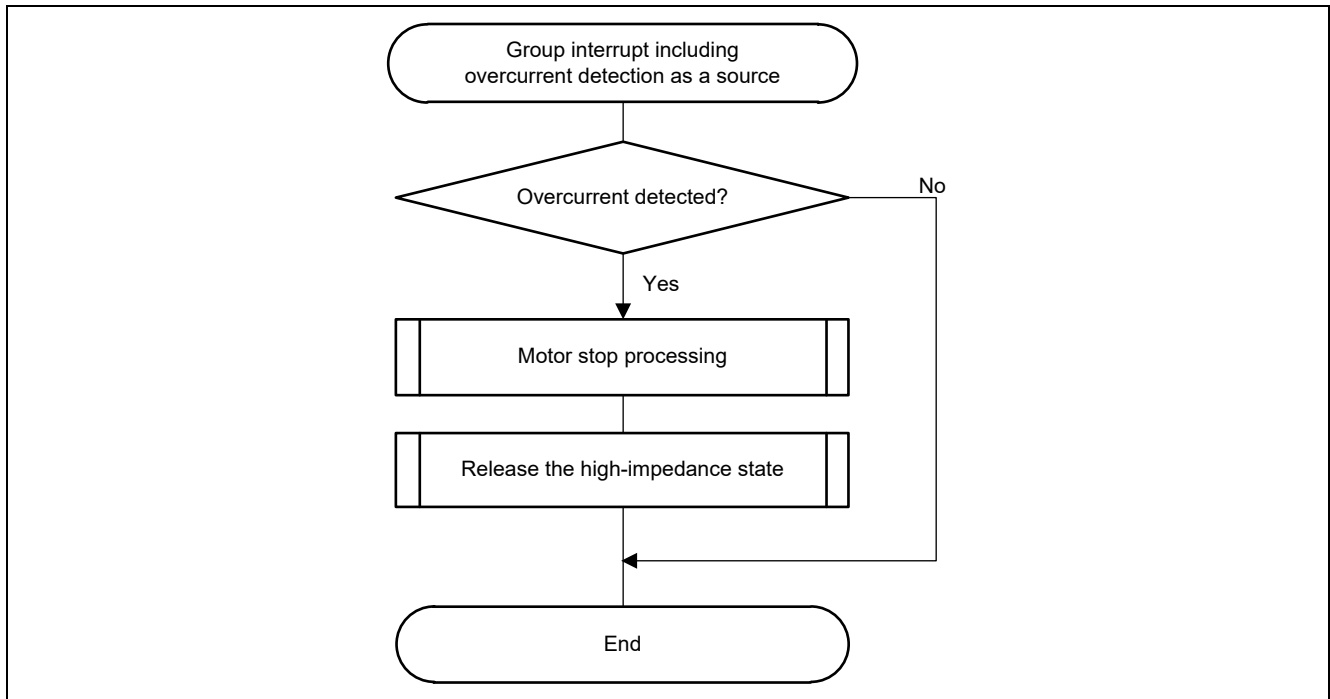 Group interrupt including
overcurrent detection as a source
Overcurrent detected?
No
Yes
Motor stop processing
Release the high-impedance state
End